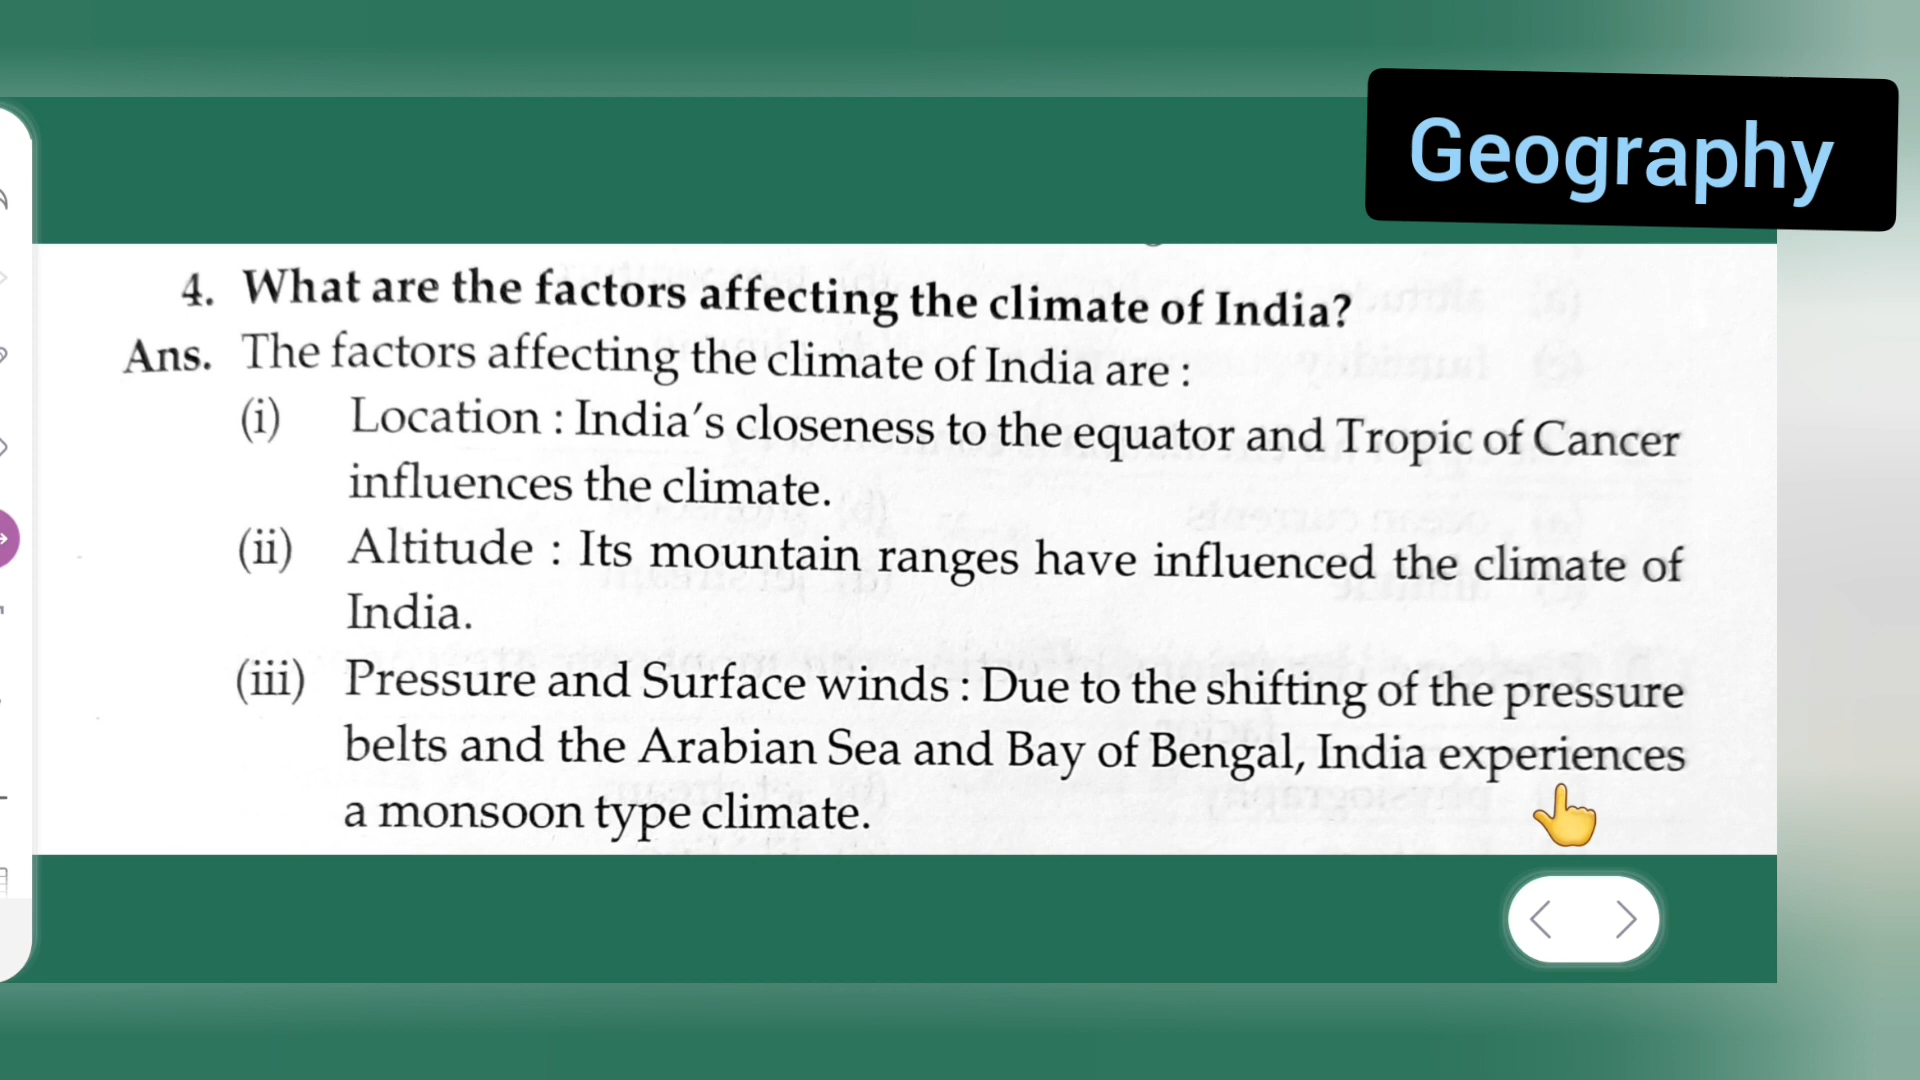 Geography
4. What are the factors affecting the climate of India?
Ans. The factors affecting the climate of India are :
(i) Location : India's closeness to the equator and Tropic of Cancer
influences the climate.
(ii) Altitude : Its mountain ranges have influenced the climate of
India.
(iii) Pressure and Surface winds : Due to the shifting of the pressure
belts and the Arabian Sea and Bay of Bengal, India experiences
a monsoon type climate.